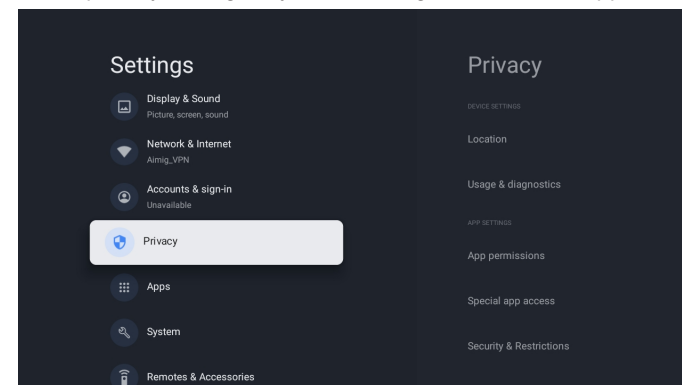 Settings
Display & Sound
Picture, screen, sound
Network & Internet
Aimig_VPN
Accounts & sign-in
Unavailable
Privacy
Apps
System
Remotes & Accessories
Privacy
DEVICE SETTINGS
Location
Usage & diagnostics
APP SETTINGS
App permissions
Special app access
Security & Restrictions